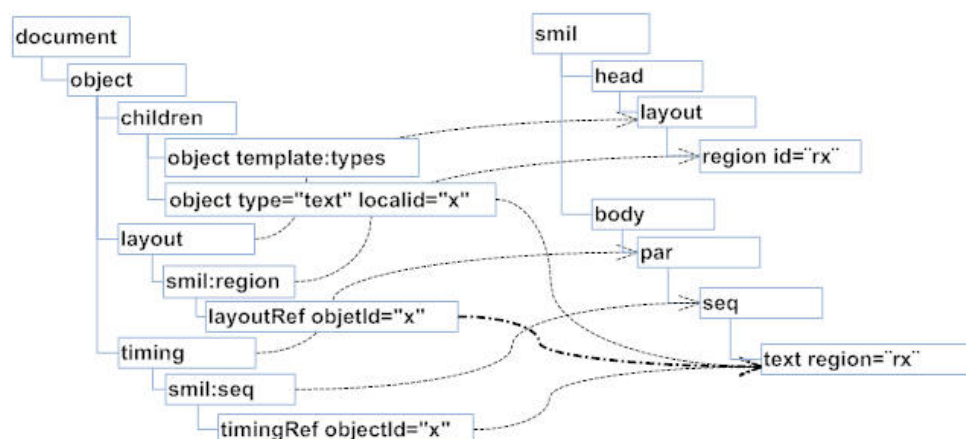 document
object
children
object template:types
object type="text" localid="x"
layout
smil:region
layoutRef objetId="x"
timing
smil:seq
timingRef objectId="x"
smil
head
layout
region id=¨rx¨
body
par
seq
text region=¨rx¨